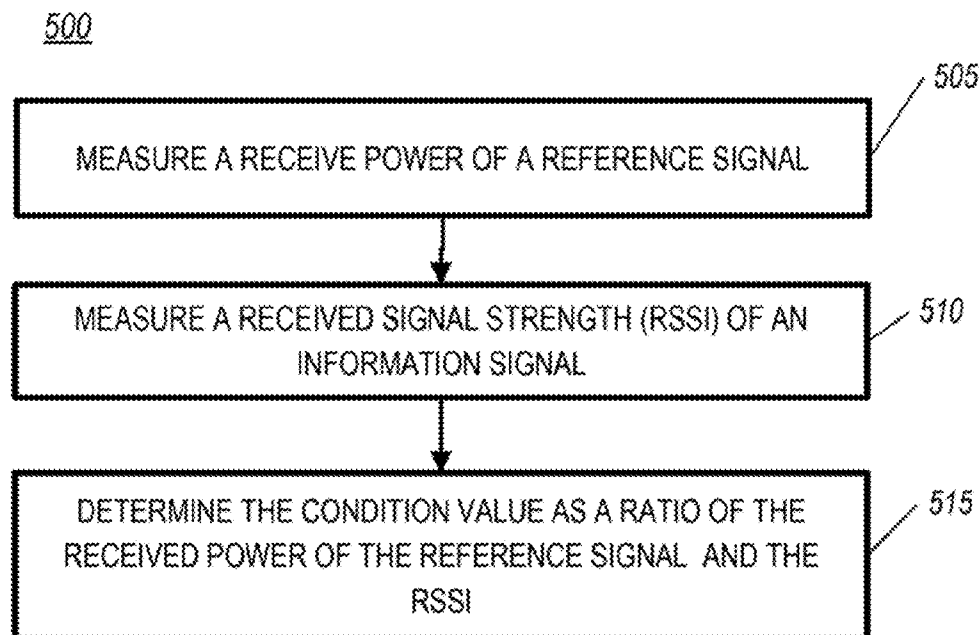 500
505
MEASURE A RECEIVE POWER OF A REFERENCE SIGNAL
MEASURE A RECEIVED SIGNAL STRENGTH (RSSI) OF AN
INFORMATION SIGNAL
510
DETERMINE THE CONDITION VALUE AS A RATIO OF THE
RECEIVED POWER OF THE REFERENCE SIGNAL AND THE
RSSI
515